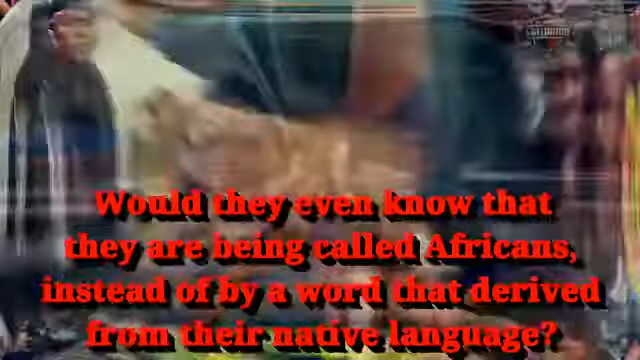 Would they even know that
they are being called Africans,
instead of by a word that derived
from their native language?